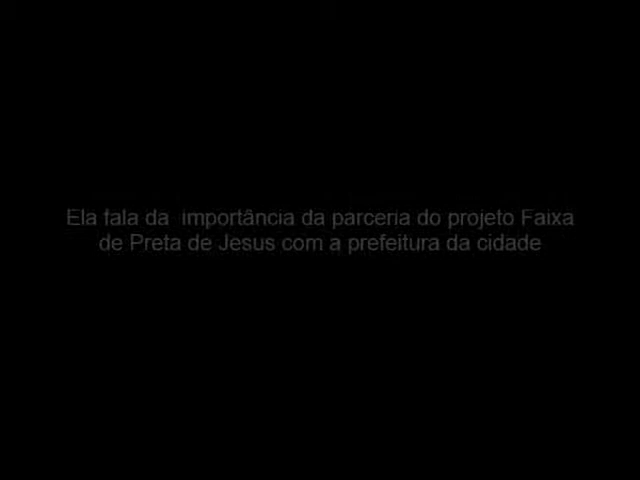 Ela fala da  importância da parceria do projeto Faixa
de Preta de Jesus com a prefeitura da cidade